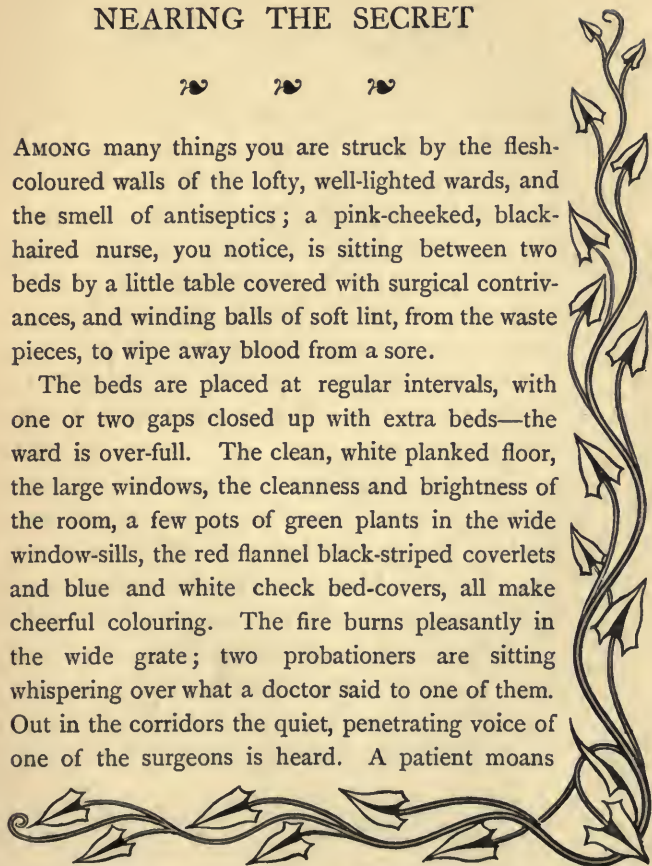 NEARING THE SECRET
AMONG many things you are struck by the flesh-
coloured walls of the lofty, well-lighted wards, and
the smell of antiseptics; a pink-cheeked, black-
haired nurse, you notice, is sitting between two
beds by a little table covered with surgical contriv-
ances, and winding balls of soft lint, from the waste
pieces, to wipe away blood from a sore.
The beds are placed at regular intervals, with
one or two gaps closed up with extra beds—the
ward is over-full. The clean, white planked floor,
the large windows, the cleanness and brightness of
the room, a few pots of green plants in the wide
window-sills, the red flannel black-striped coverlets
and blue and white check bed-covers, all make
cheerful colouring. The fire burns pleasantly in
the wide grate; two probationers are sitting
whispering over what a doctor said to one of them.
Out in the corridors the quiet, penetrating voice of
one of the surgeons is heard. A patient moans